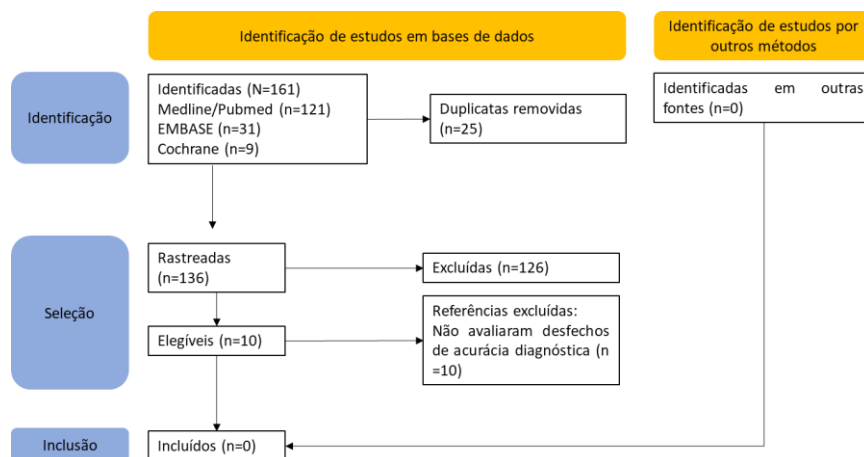 Identificação de estudos em bases de dados
Identificação de estudos por
outros métodos
Identificação
Identificadas (N=161)
Medline/Pubmed (n=121)
EMBASE (n=31)
Cochrane (n=9)
Duplicatas removidas
(n=25)
Identificadas em outras
fontes (n=0)
Seleção
Rastreadas
(n=136)
Excluídas (n=126)
Elegíveis (n=10)
Referências excluídas:
Não avaliaram desfechos
de acurácia diagnóstica (n
=10)
Inclusão
Incluídos (n=0)